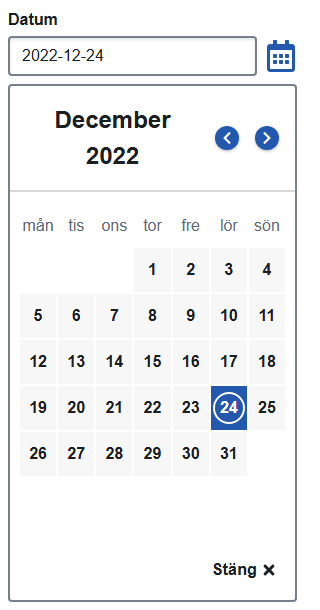 Datum
2022-12-24
December
2022
mån tis ons tor fre lör sön
1 2 3 4
5 6 7 8 9 10 11
12 13 14 15 16 17 18
19 20 21 22 23 24 25
26 27 28 29 30 31
Stäng ×